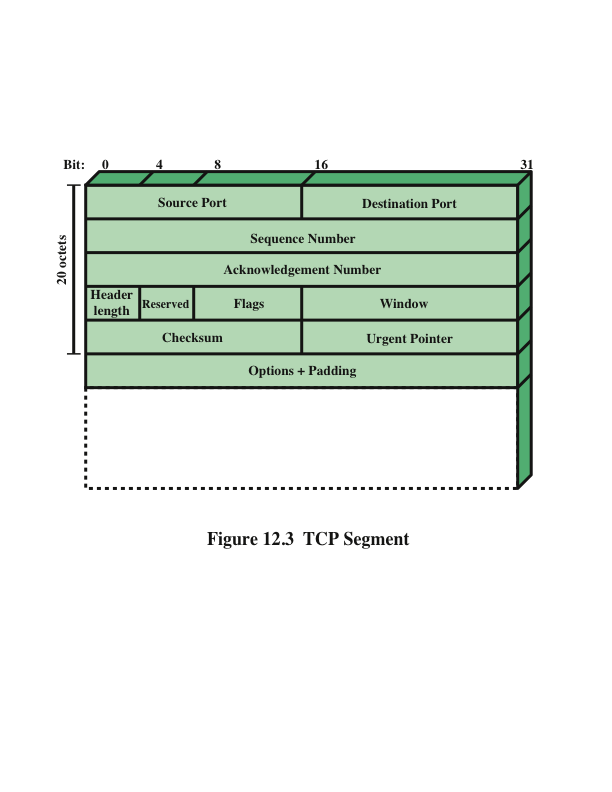 Bit: 0 4 8 16 31
Source Port Destination Port
Sequence Number
Acknowledgement Number
Header
length
Reserved Flags Window
Checksum Urgent Pointer
Options + Padding
20 octets
Figure 12.3 TCP Segment